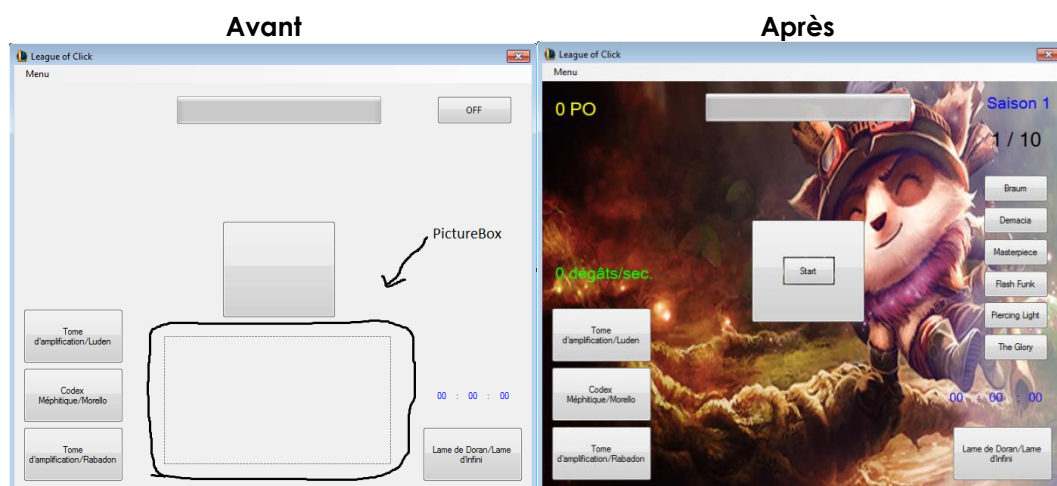 Avant
Après
League of Click
Menu
OFF
PictureBox
Tome
d'amplification/Luden
Codex
Méphitique/Morello
Tome
d'amplification/Rabadon
00 : 00 : 00
Lame de Doran/Lame
d'Infini
League of Click
Menu
0 PO
Saison 1
1 / 10
Braum
Demacia
Masterpiece
Flash Funk
Piercing Light
The Glory
Start
0 dégâts/sec.
Tome
d'amplification/Luden
Codex
Méphitique/Morello
Tome
d'amplification/Rabadon
00 : 00 : 00
Lame de Doran/Lame
d'Infini